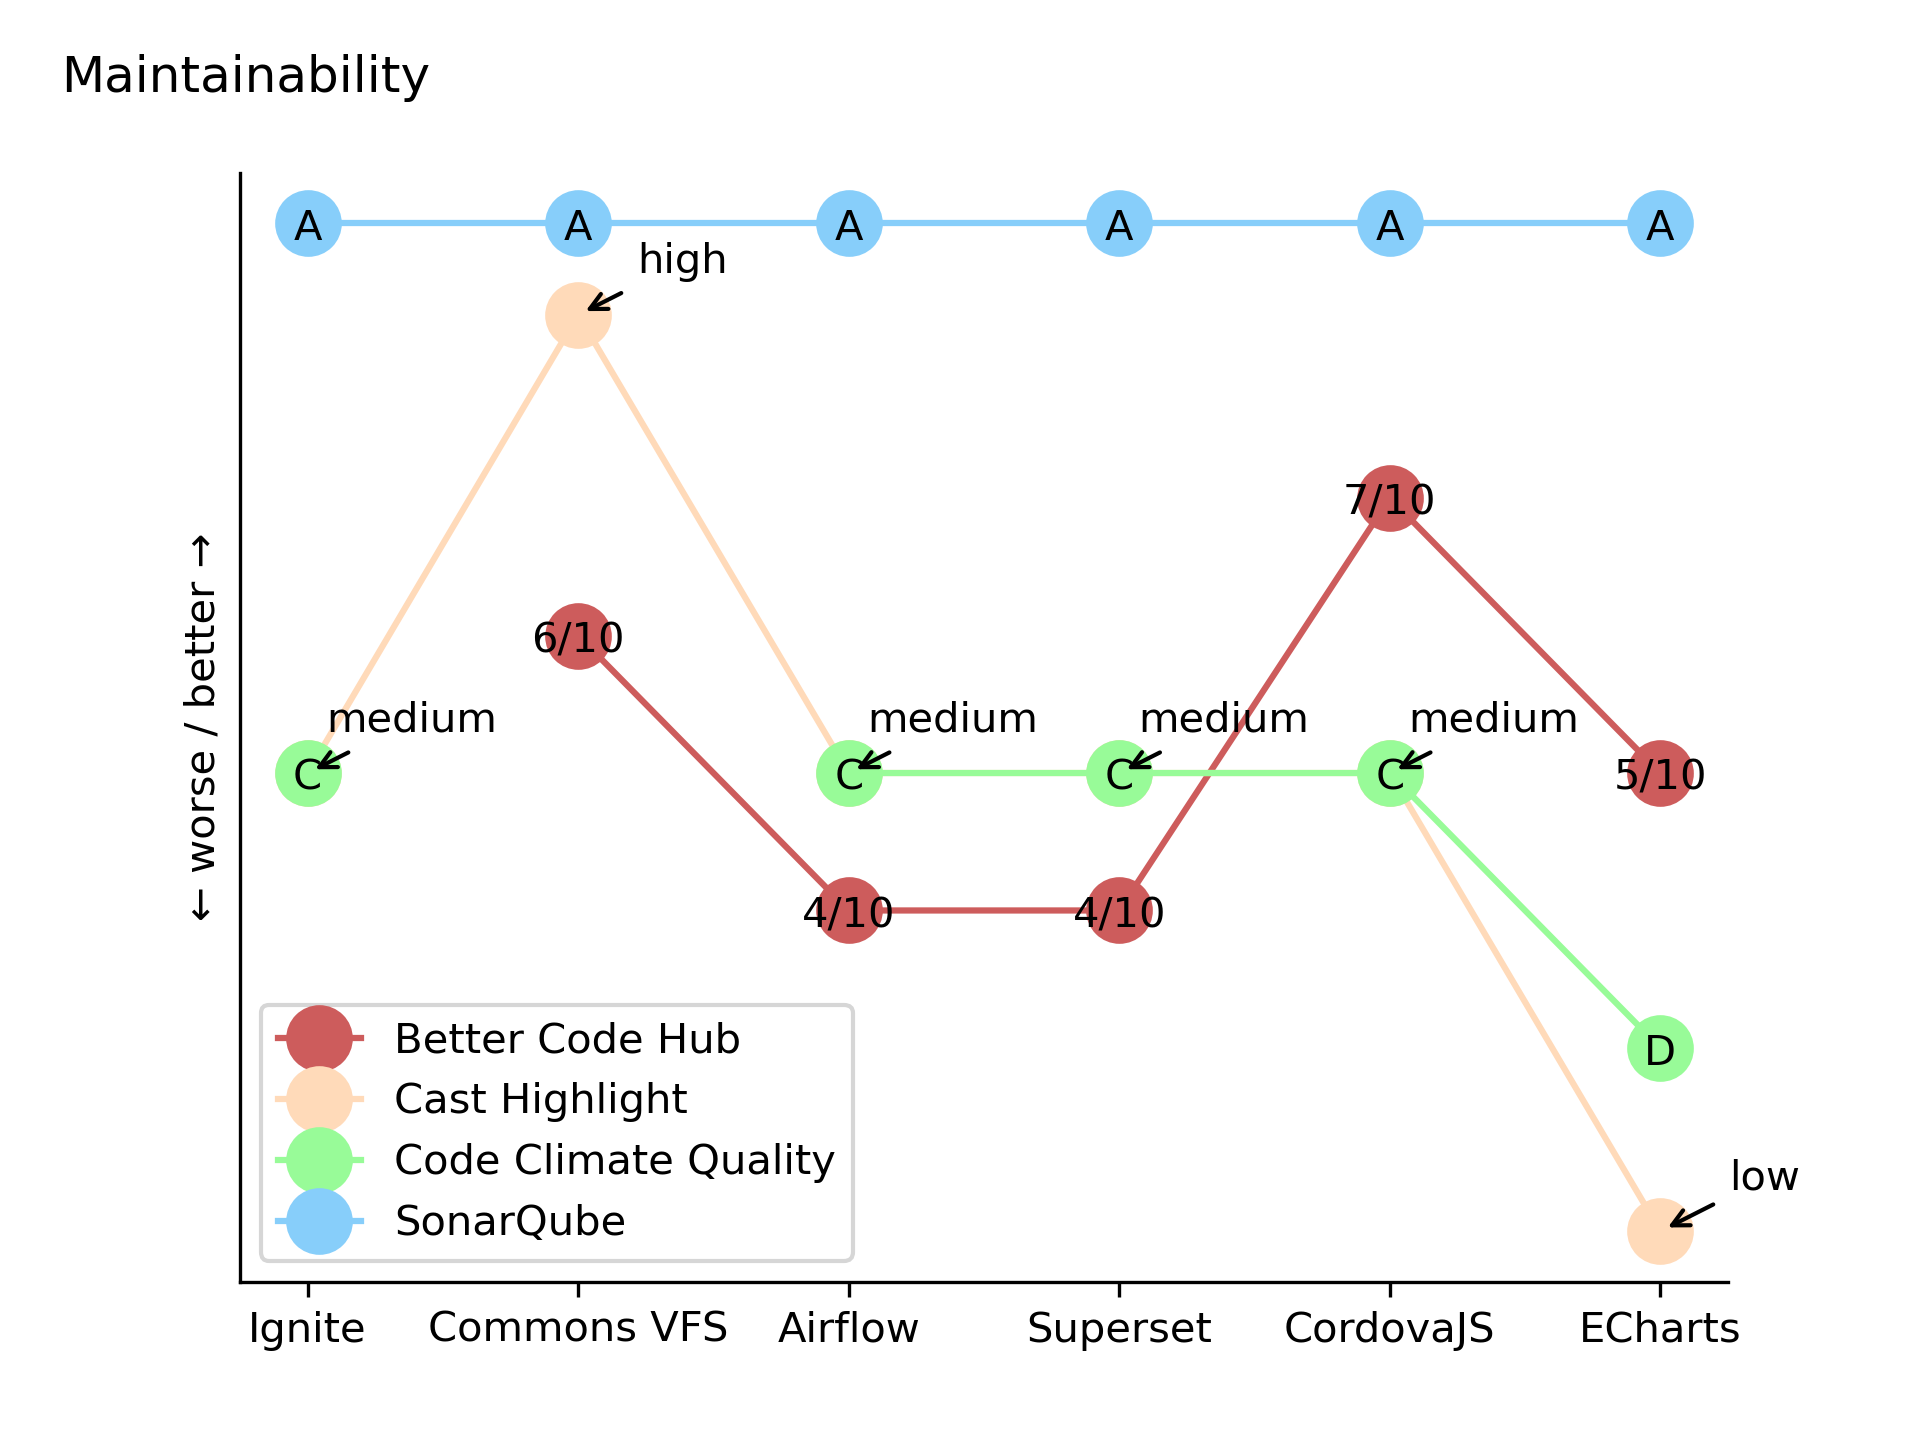 Maintainability
A
A
A
A
A
A
high
7/10
6/10
medium
medium
medium
medium
C
C
C
C
5/10
4/10
4/10
D
low
← worse / better →
Better Code Hub
Cast Highlight
Code Climate Quality
SonarQube
Ignite
Commons VFS
Airflow
Superset
CordovaJS
ECharts